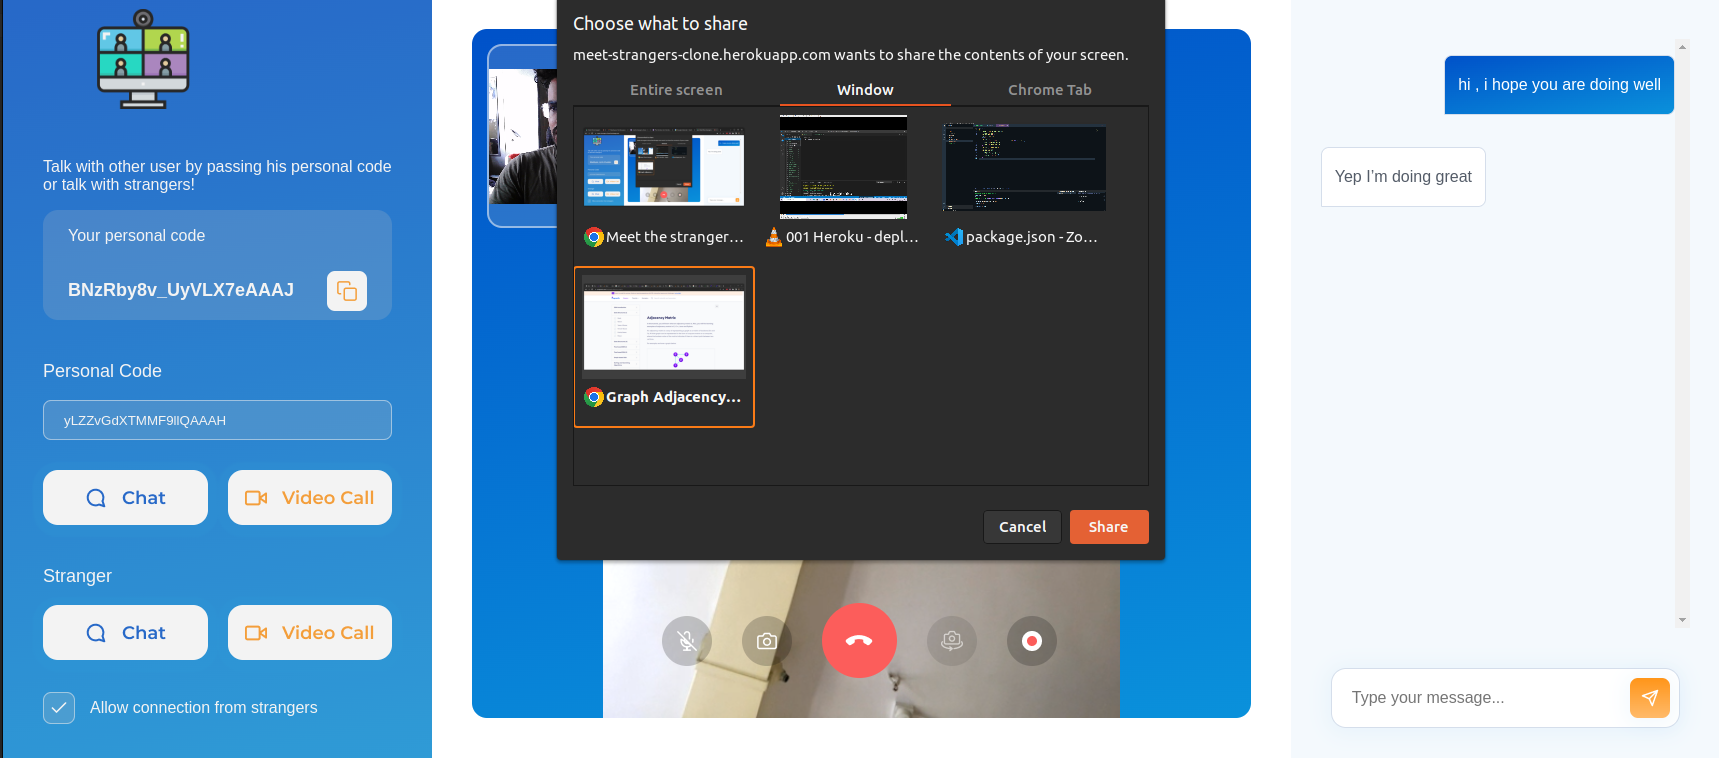 Talk with other user by passing his personal code
or talk with strangers!
Your personal code
BNzRby8v_UyVLX7eAAAJ
Personal Code
Chat
Video Call
Stranger
Chat
Video Call
Allow connection from strangers
Choose what to share
meet-strangers-clone.herokuapp.com wants to share the contents of your screen.
Entire screen
Window
Chrome Tab
Meet the stranger...
001 Heroku - depl...
package.json - Zo...
Adjacency Matrix
Graph Adjacency...
Cancel
Share
hi , i hope you are doing well
Yep I'm doing great
Type your message...